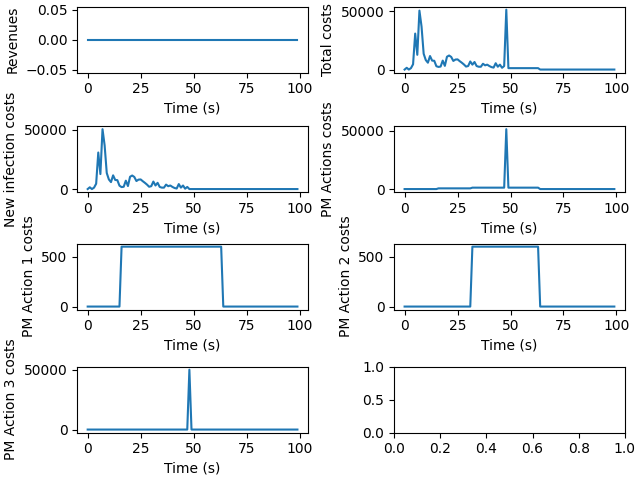 Revenues
0.05
0.00
−0.05
0 25 50 75 100
Time (s)
Total costs
50000
0
0 25 50 75 100
Time (s)
New infection costs
50000
0
0 25 50 75 100
Time (s)
PM Actions costs
50000
0
0 25 50 75 100
Time (s)
PM Action 1 costs
500
0
0 25 50 75 100
Time (s)
PM Action 2 costs
500
0
0 25 50 75 100
Time (s)
PM Action 3 costs
50000
0
0 25 50 75 100
Time (s)
1.0
0.5
0.0
0.0 0.2 0.4 0.6 0.8 1.0